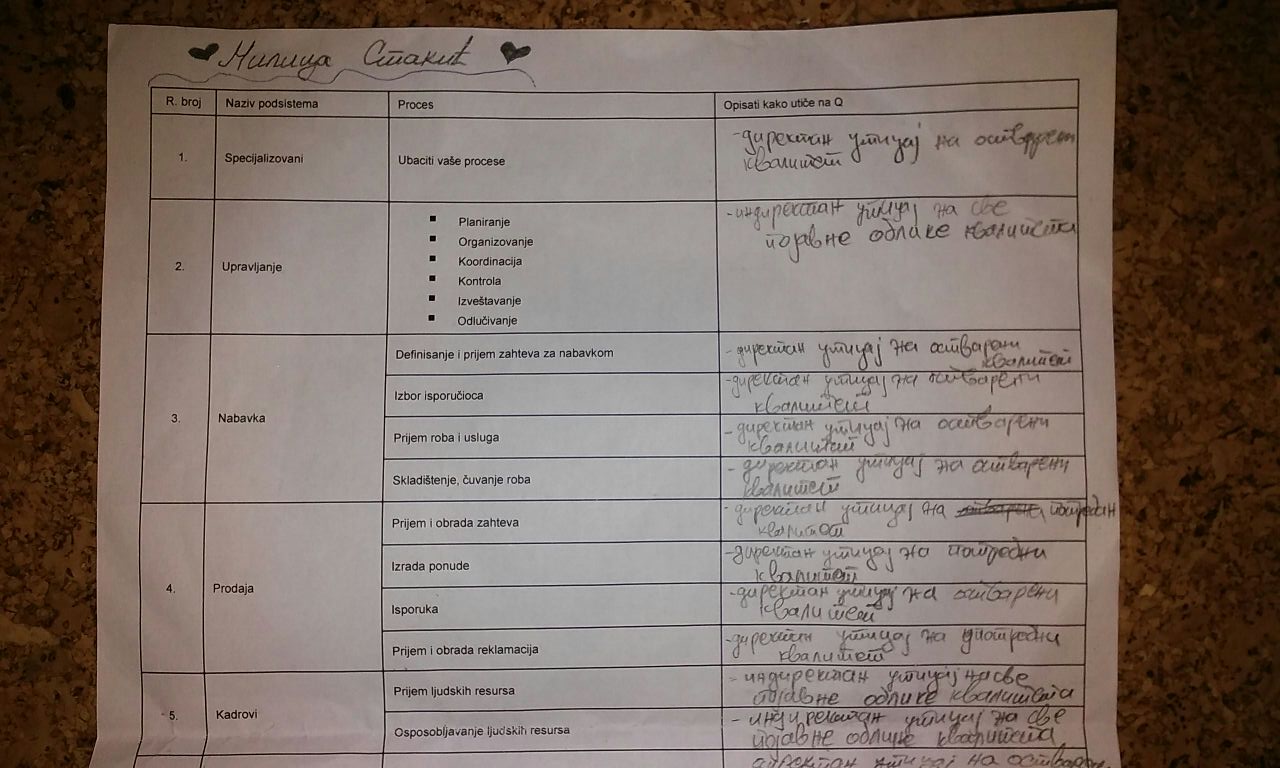 Милица Стакић
R. broj Naziv podsistema Proces Opisati kako utiče na Q
1. Specijalizovani Ubaciti vaše procese
-директан утицај на остварени
квалитет
2. Upravljanje
Planiranje
Organizovanje
Koordinacija
Kontrola
Izveštavanje
Odlučivanje
-индиректан утицај на све
појавне облике квалитета
3. Nabavka
Definisanje i prijem zahteva za nabavkom
-директан утицај на остварени
квалитет
Izbor isporučioca
-директан утицај на остварени
квалитет
Prijem roba i usluga
-директан утицај на остварени
квалитет
Skladištenje, čuvanje roba
- директан утицај на остварени
квалитет
4. Prodaja
Prijem i obrada zahteva
- директан утицај на
квалитет
Izrada ponude
-директан утицај на потребни
квалитет
Isporuka
-директан утицај на остварени
квалитет
Prijem i obrada reklamacija
-директан утицај на потребни
квалитет
5. Kadrovi
Prijem ljudskih resursa
- индиректан утицај на све
појавне облике квалитета
Osposobljavanje ljudskih resursa
- индиректан утицај на све
појавне облике квалитета
директан утицај на